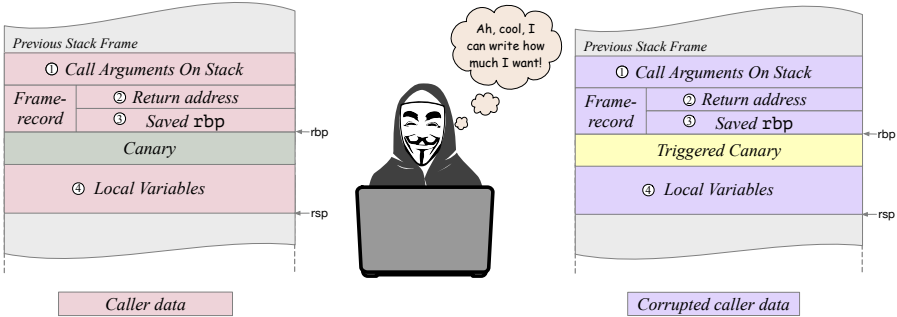 Previous Stack Frame
① Call Arguments On Stack
Frame-
record
② Return address
③ Saved rbp
rbp
Canary
④ Local Variables
rsp
Caller data
Ah, cool, I
can write how
much I want!
Previous Stack Frame
① Call Arguments On Stack
Frame-
record
② Return address
③ Saved rbp
rbp
Triggered Canary
④ Local Variables
rsp
Corrupted caller data